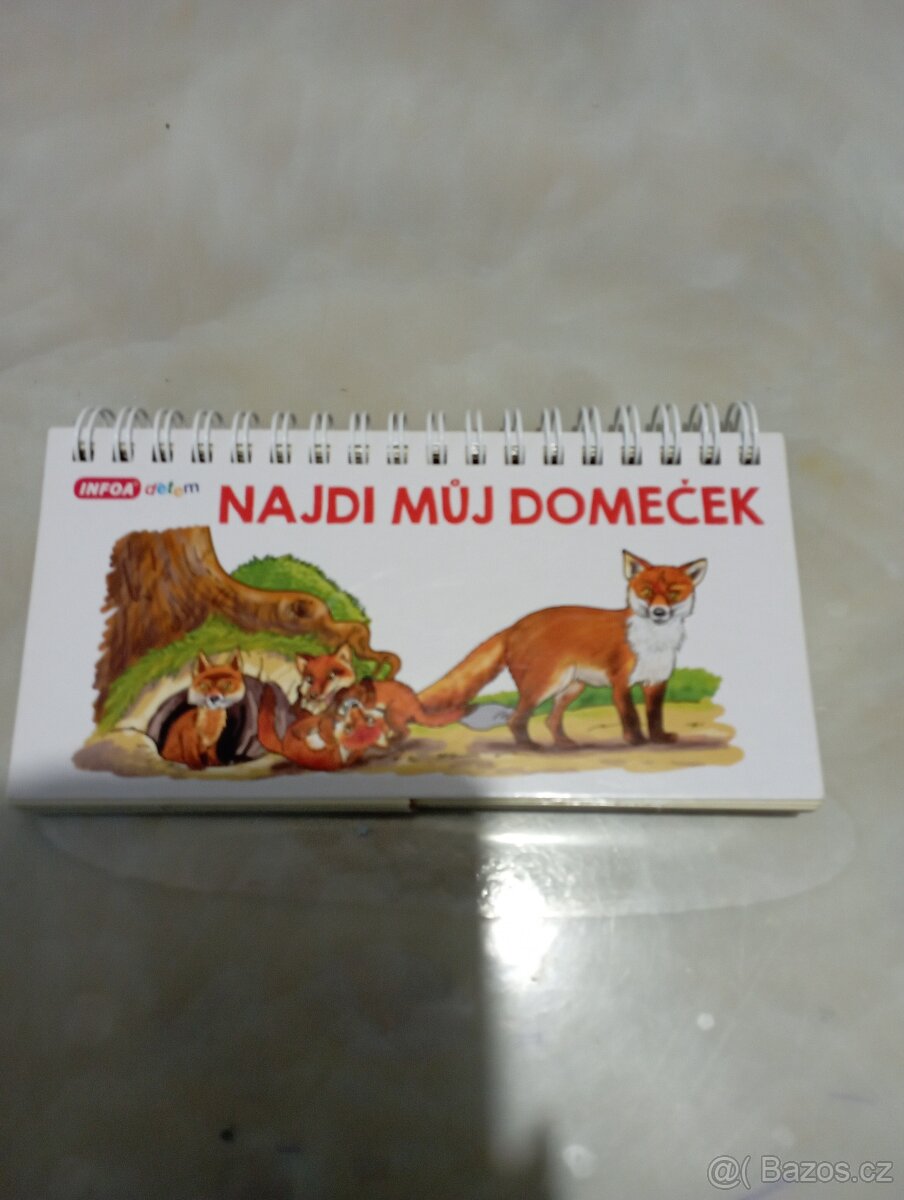 INFOA dětem
NAJDI MŮJ DOMEČEK
@( Bazos.cz